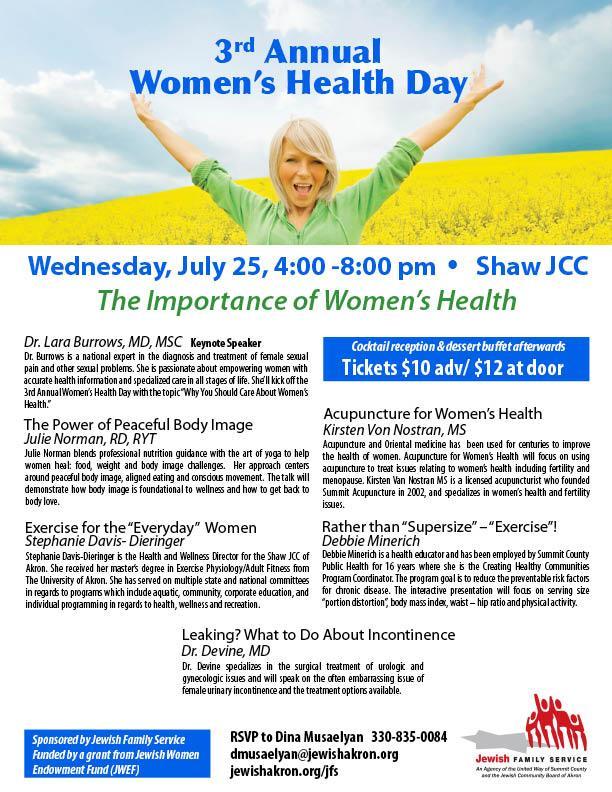 3rd Annual
Women's Health Day
Wednesday, July 25, 4:00 -8:00 pm • Shaw JCC
The Importance of Women's Health
Dr. Lara Burrows, MD, MSC Keynote Speaker
Dr. Burrows is a national expert in the diagnosis and treatment of female sexual
pain and other sexual problems. She is passionate about empowering women with
accurate health information and specialized care in all stages of life. She'll kick off the
3rd Annual Women's Health Day with the topic "Why You Should Care About Women's
Health."
Cocktail reception & dessert buffet afterwards
Tickets $10 adv/ $12 at door
The Power of Peaceful Body Image
Julie Norman, RD, RYT
Julie Norman blends professional nutrition guidance with the art of yoga to help
women heal: food, weight and body image challenges. Her approach centers
around peaceful body image, aligned eating and conscious movement. The talk will
demonstrate how body image is foundational to wellness and how to get back to
body love.
Acupuncture for Women's Health
Kirsten Von Nostran, MS
Acupuncture and Oriental medicine has been used for centuries to improve
the health of women. Acupuncture for Women's Health will focus on using
acupuncture to treat issues relating to women's health including fertility and
menopause. Kirsten Van Nostran MS is a licensed acupuncturist who founded
Summit Acupuncture in 2002, and specializes in women's health and fertility
issues.
Exercise for the "Everyday" Women
Stephanie Davis- Dieringer
Stephanie Davis-Dieringer is the Health and Wellness Director for the Shaw JCC of
Akron. She received her master's degree in Exercise Physiology/Adult Fitness from
The University of Akron. She has served on multiple state and national committees
in regards to programs which include aquatic, community, corporate education, and
individual programming in regards to health, wellness and recreation.
Rather than "Supersize" – "Exercise"!
Debbie Minerich
Debbie Minerich is a health educator and has been employed by Summit County
Public Health for 16 years where she is the Creating Healthy Communities
Program Coordinator. The program goal is to reduce the preventable risk factors
for chronic disease. The interactive presentation will focus on serving size
"portion distortion", body mass index, waist – hip ratio and physical activity.
Leaking? What to Do About Incontinence
Dr. Devine, MD
Dr. Devine specializes in the surgical treatment of urologic and
gynecologic issues and will speak on the often embarrassing issue of
female urinary incontinence and the treatment options available.
Sponsored by Jewish Family Service
Funded by a grant from Jewish Women
Endowment Fund (JWEF)
RSVP to Dina Musaelyan 330-835-0084
dmusaelyan@jewishakron.org
jewishakron.org/jfs
Jewish FAMILY SERVICE
An Agency of the United Way of Summit County
and the Jewish Community Board of Akron